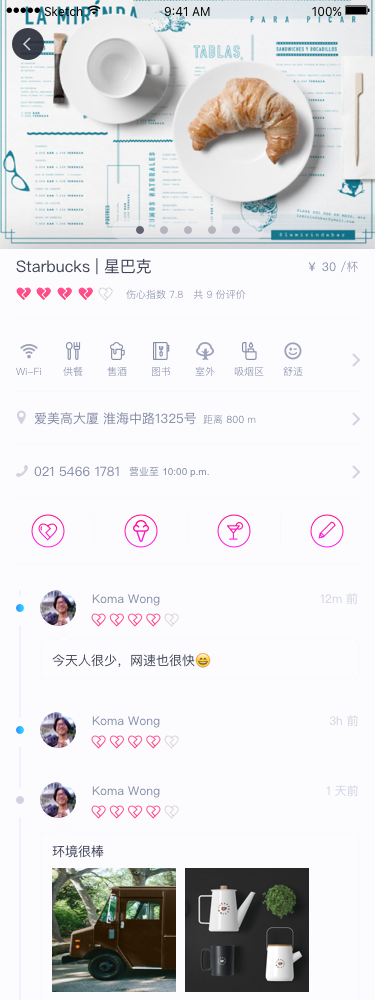 Sketch
9:41 AM
100%
LA MIÑANDA
PARA PICAR
TABLAS,
ZUMOS NATURALES
@lamiñindabar
Starbucks | 星巴克
¥ 30 /杯
伤心指数 7.8 共 9 份评价
Wi-Fi 供餐 售酒 图书 室外 吸烟区 舒适
爱美高大厦 淮海中路1325号 距离 800 m
021 5466 1781 营业至 10:00 p.m.
Koma Wong
12m 前
今天人很少，网速也很快😄
Koma Wong
3h 前
Koma Wong
1 天前
环境很棒